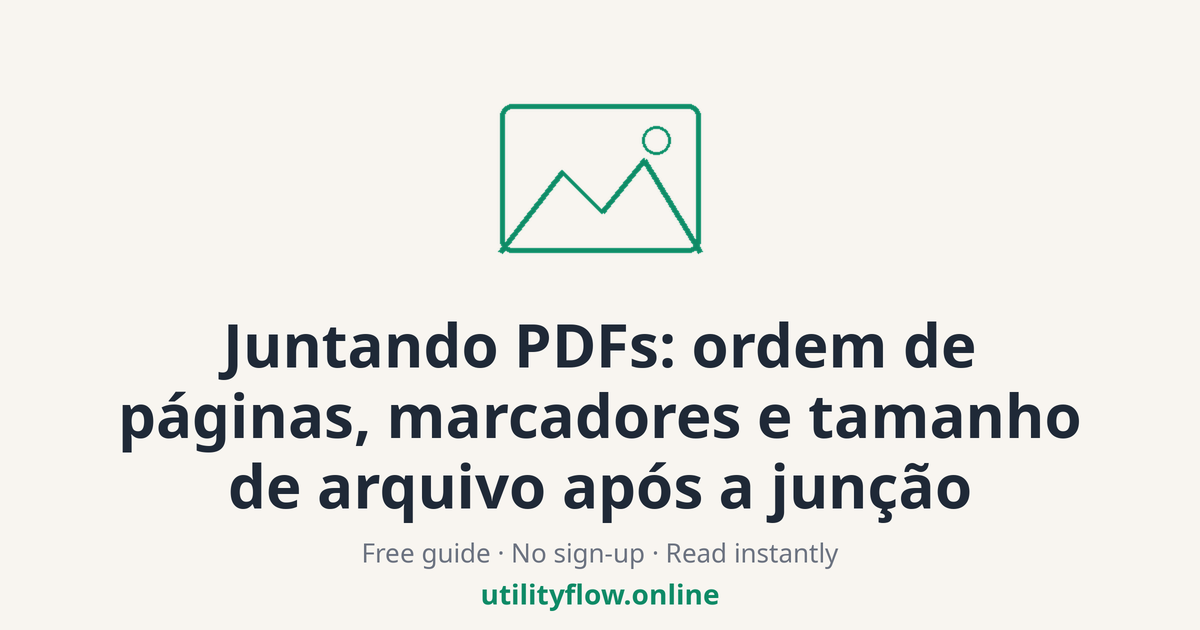 Juntando PDFs: ordem de
páginas, marcadores e tamanho
de arquivo após a junção
Free guide · No sign-up · Read instantly
utilityflow.online